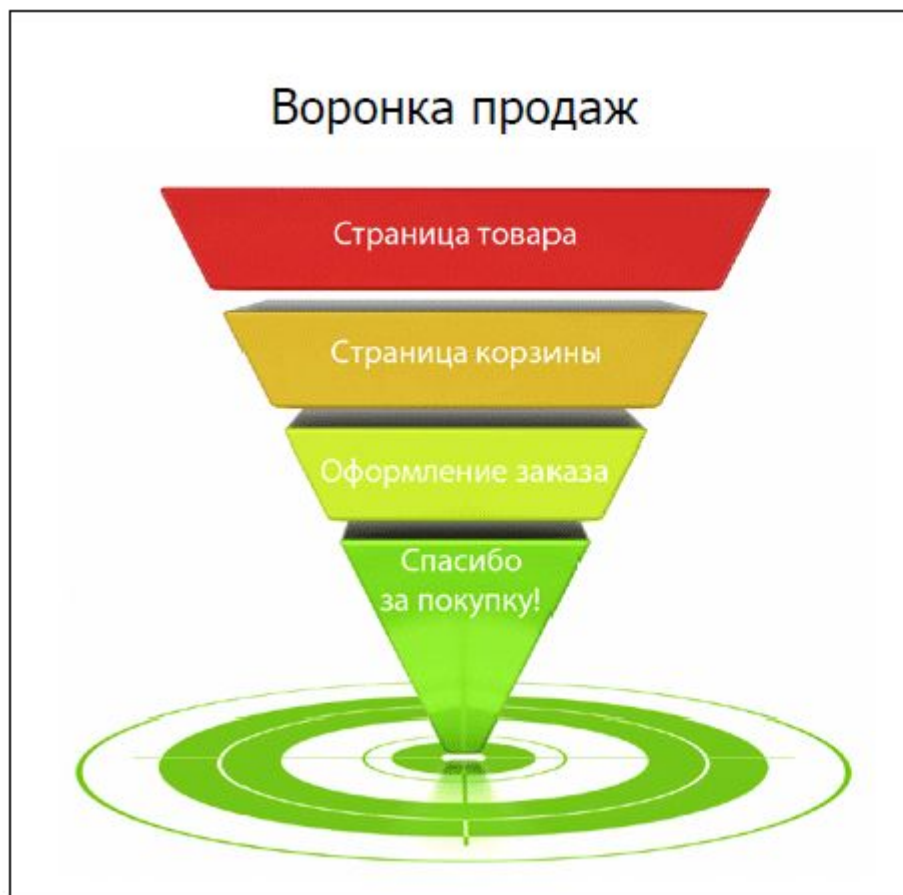 Воронка продаж
Страница товара
Страница корзины
Оформление заказа
Спасибо
за покупку!